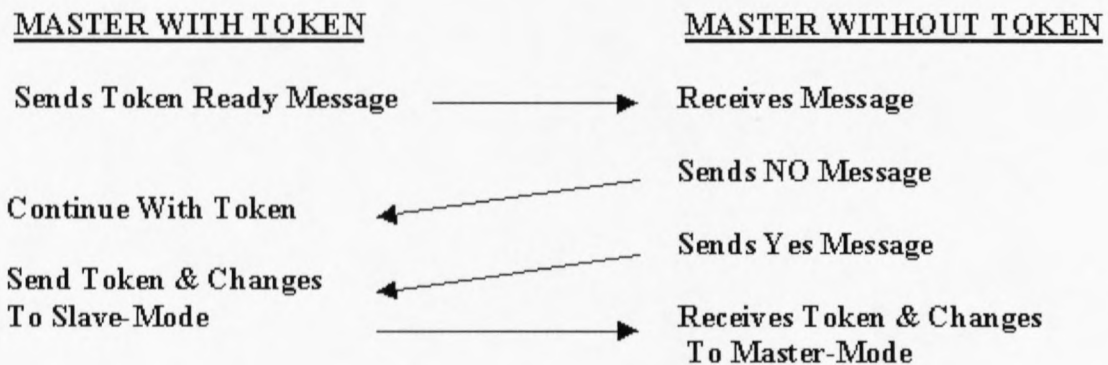 MASTER WITH TOKEN
MASTER WITHOUT TOKEN
Sends Token Ready Message
Receives Message
Sends NO Message
Continue With Token
Sends Yes Message
Send Token & Changes
To Slave-Mode
Receives Token & Changes
To Master-Mode